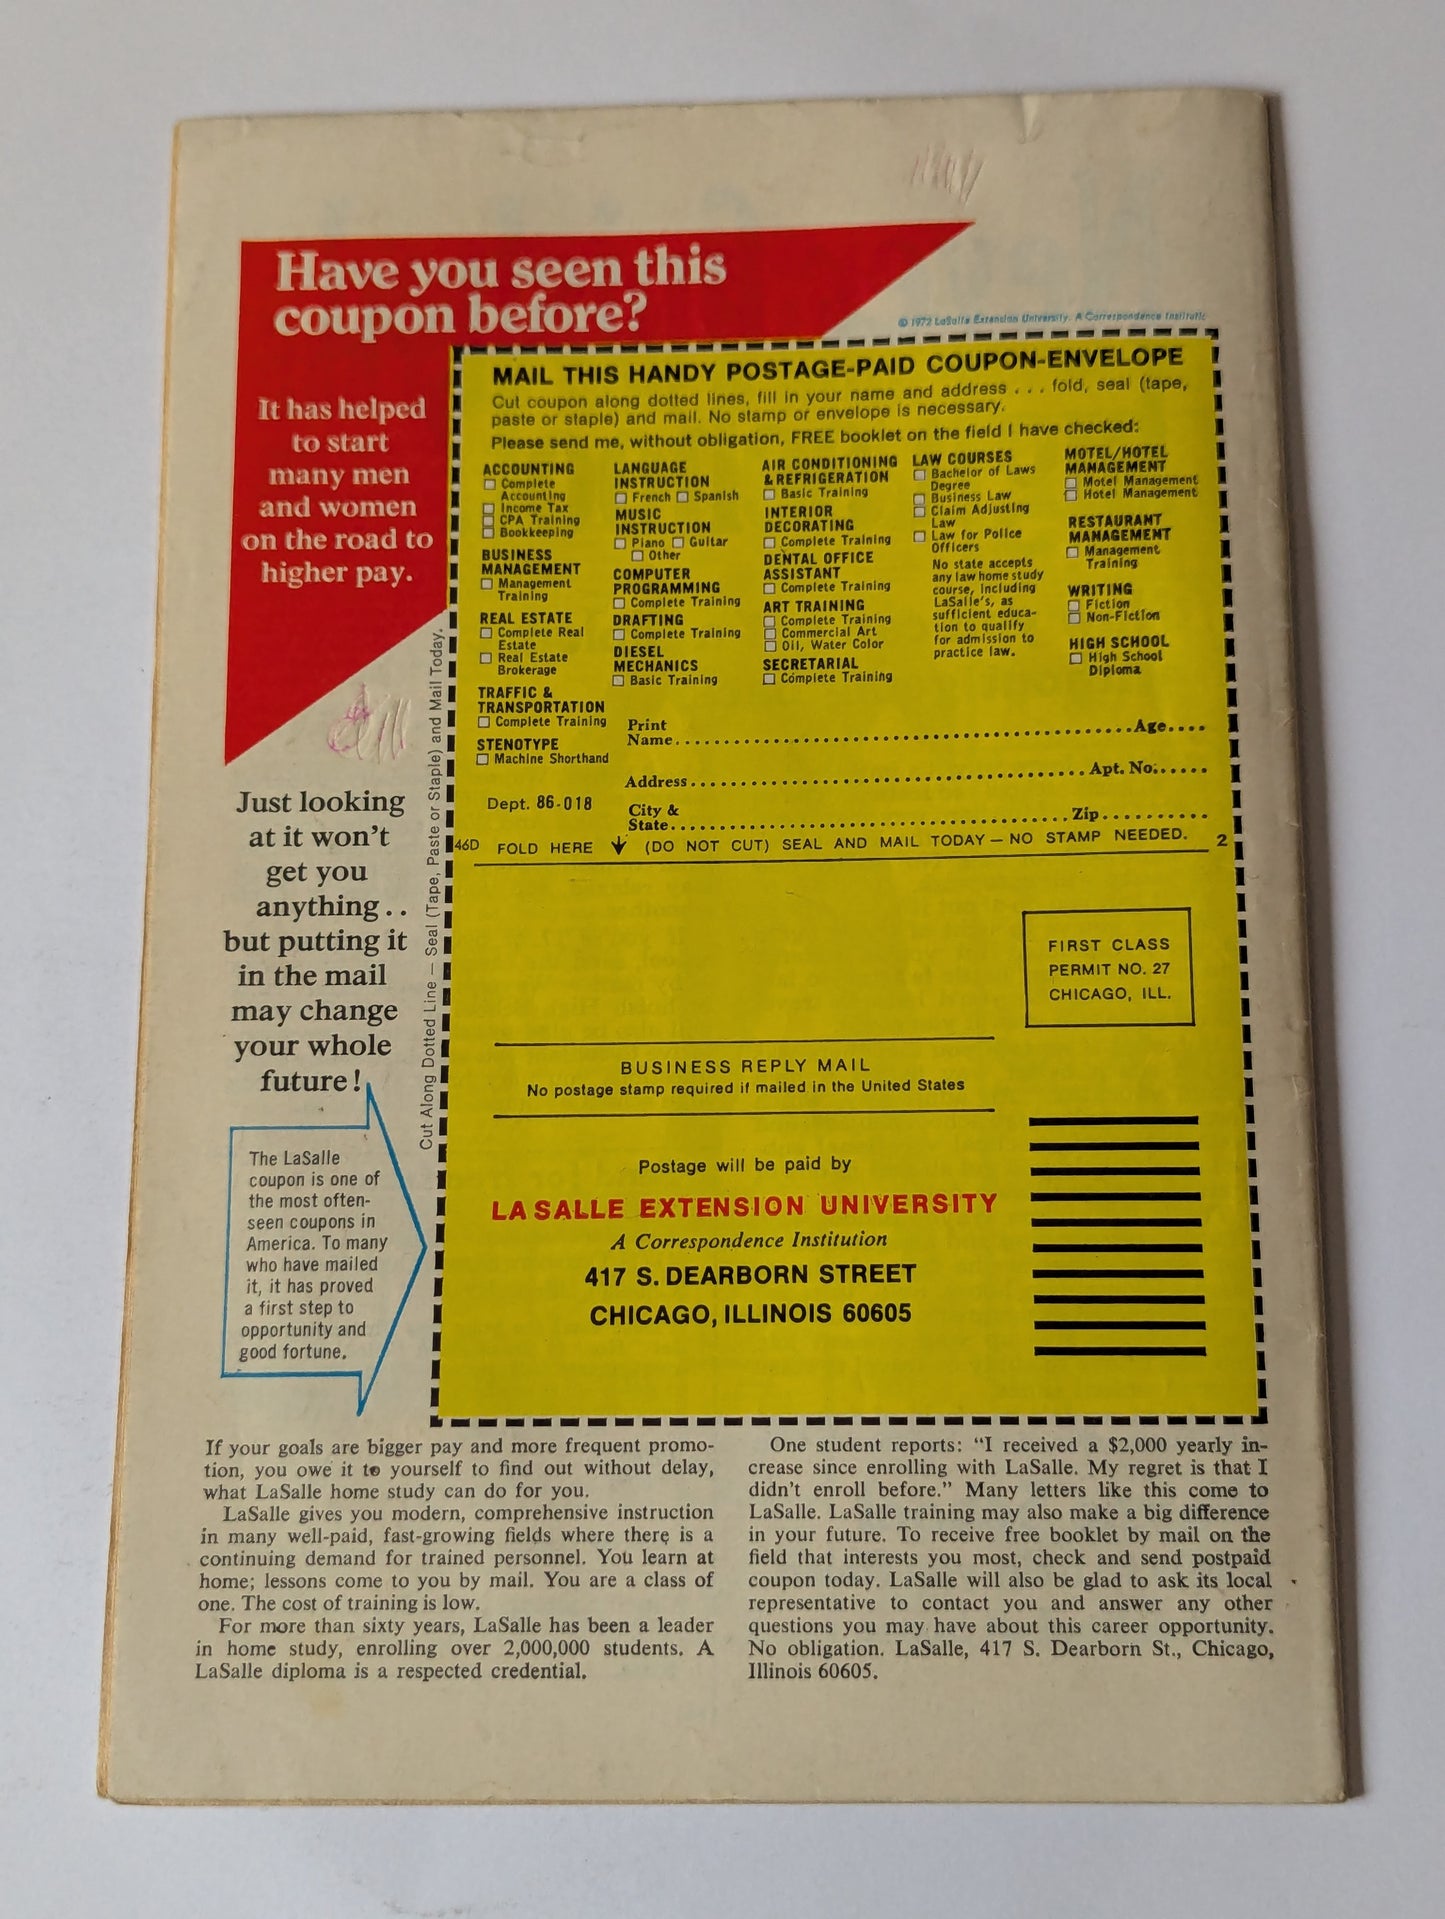 Have you seen this
coupon before?
© 1972 LaSalle Extension University. A Correspondence Institution
It has helped
to start
many men
and women
on the road to
higher pay.
MAIL THIS HANDY POSTAGE-PAID COUPON-ENVELOPE
Cut coupon along dotted lines, fill in your name and address . . . fold, seal (tape,
paste or staple) and mail. No stamp or envelope is necessary.
Please send me, without obligation, FREE booklet on the field I have checked:
ACCOUNTING
☐ Complete
Accounting
☐ Income Tax
☐ CPA Training
☐ Bookkeeping
BUSINESS
MANAGEMENT
☐ Management
Training
REAL ESTATE
☐ Complete Real
Estate
☐ Real Estate
Brokerage
TRAFFIC &
TRANSPORTATION
☐ Complete Training
STENOTYPE
☐ Machine Shorthand
LANGUAGE
INSTRUCTION
☐ French ☐ Spanish
MUSIC
INSTRUCTION
☐ Piano ☐ Guitar
☐ Other
COMPUTER
PROGRAMMING
☐ Complete Training
DRAFTING
☐ Complete Training
DIESEL
MECHANICS
☐ Basic Training
AIR CONDITIONING
& REFRIGERATION
☐ Basic Training
INTERIOR
DECORATING
☐ Complete Training
DENTAL OFFICE
ASSISTANT
☐ Complete Training
ART TRAINING
☐ Complete Training
☐ Commercial Art
☐ Oil, Water Color
SECRETARIAL
☐ Complete Training
LAW COURSES
☐ Bachelor of Laws
Degree
☐ Business Law
☐ Claim Adjusting
Law
☐ Law for Police
Officers
No state accepts
any law home study
course, including
LaSalle's, as
sufficient educa-
tion to qualify
for admission to
practice law.
MOTEL/HOTEL
MANAGEMENT
☐ Motel Management
☐ Hotel Management
RESTAURANT
MANAGEMENT
☐ Management
Training
WRITING
☐ Fiction
☐ Non-Fiction
HIGH SCHOOL
☐ High School
Diploma
Print
Name..........Age....
Address..........Apt. No:.....
Dept. 86-018
City &
State..........Zip..........
46D FOLD HERE ↓ (DO NOT CUT) SEAL AND MAIL TODAY — NO STAMP NEEDED. 2
Cut Along Dotted Line — Seal (Tape, Paste or Staple) and Mail Today.
Just looking
at it won't
get you
anything..
but putting it
in the mail
may change
your whole
future!
The LaSalle
coupon is one of
the most often-
seen coupons in
America. To many
who have mailed
it, it has proved
a first step to
opportunity and
good fortune.
FIRST CLASS
PERMIT NO. 27
CHICAGO, ILL.
BUSINESS REPLY MAIL
No postage stamp required if mailed in the United States
Postage will be paid by
LA SALLE EXTENSION UNIVERSITY
A Correspondence Institution
417 S. DEARBORN STREET
CHICAGO, ILLINOIS 60605
If your goals are bigger pay and more frequent promo-
tion, you owe it to yourself to find out without delay,
what LaSalle home study can do for you.
LaSalle gives you modern, comprehensive instruction
in many well-paid, fast-growing fields where there is a
continuing demand for trained personnel. You learn at
home; lessons come to you by mail. You are a class of
one. The cost of training is low.
For more than sixty years, LaSalle has been a leader
in home study, enrolling over 2,000,000 students. A
LaSalle diploma is a respected credential.
One student reports: “I received a $2,000 yearly in-
crease since enrolling with LaSalle. My regret is that I
didn't enroll before.” Many letters like this come to
LaSalle. LaSalle training may also make a big difference
in your future. To receive free booklet by mail on the
field that interests you most, check and send postpaid
coupon today. LaSalle will also be glad to ask its local
representative to contact you and answer any other
questions you may have about this career opportunity.
No obligation. LaSalle, 417 S. Dearborn St., Chicago,
Illinois 60605.